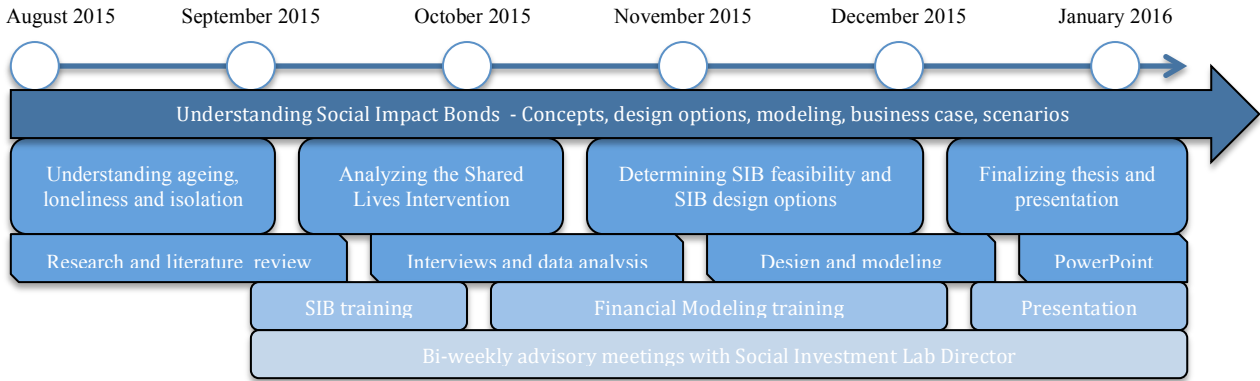 August 2015 September 2015 October 2015 November 2015 December 2015 January 2016
Understanding Social Impact Bonds - Concepts, design options, modeling, business case, scenarios
Understanding ageing,
loneliness and isolation
Analyzing the Shared
Lives Intervention
Determining SIB feasibility and
SIB design options
Finalizing thesis and
presentation
Research and literature review Interviews and data analysis Design and modeling PowerPoint
SIB training Financial Modeling training Presentation
Bi-weekly advisory meetings with Social Investment Lab Director